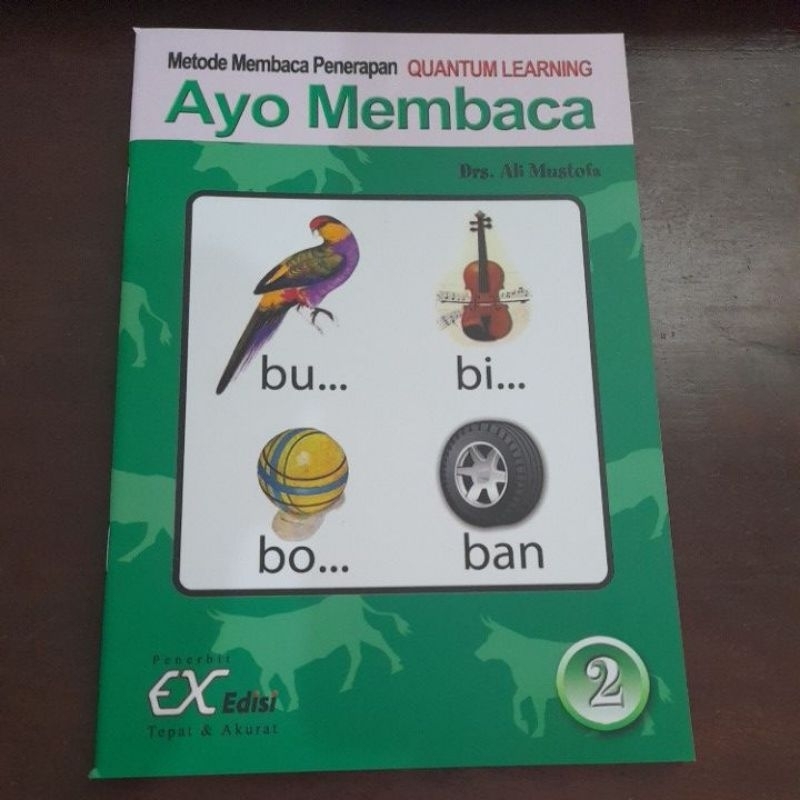 Metode Membaca Penerapan QUANTUM LEARNING
Ayo Membaca
Drs. Ali Mustofa
bu... bi...
bo... ban
Penerbit
EX Edisi
Tepat & Akurat
2